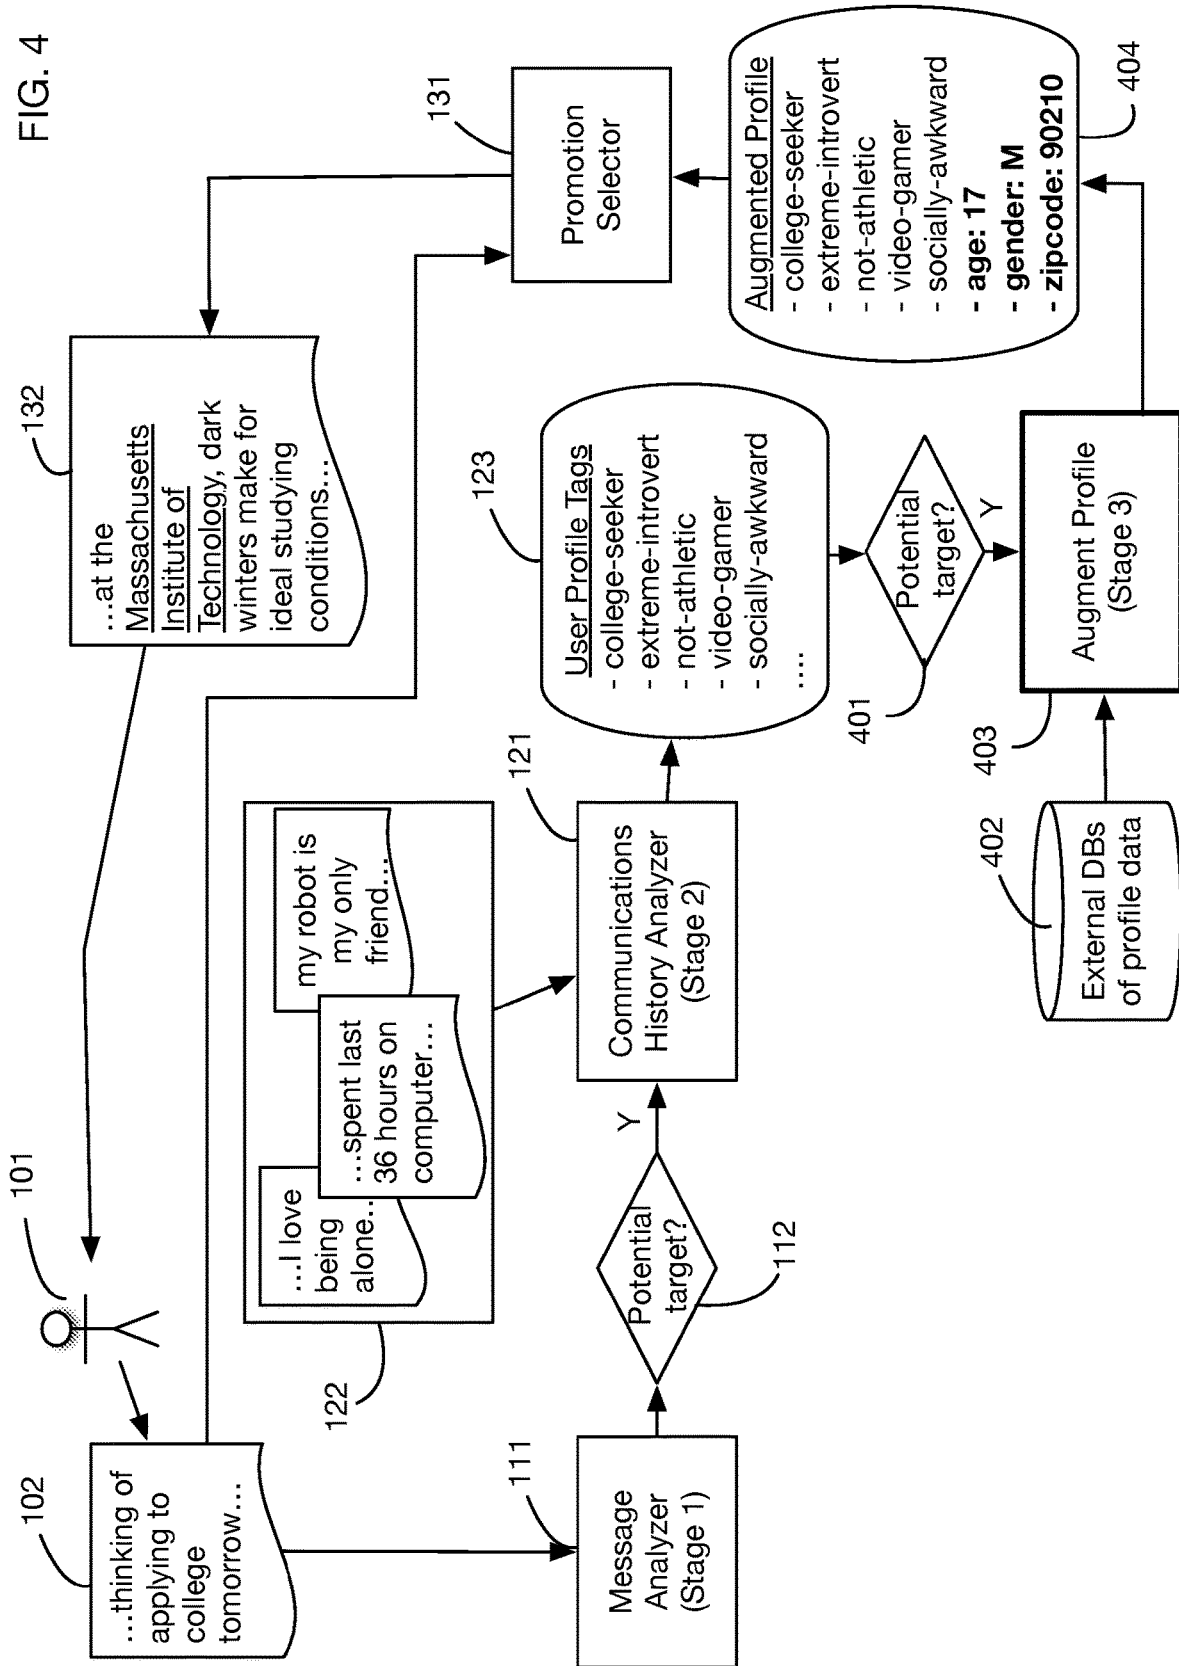 FIG. 4
101
102
…thinking of
applying to
college
tomorrow…
132
…at the
Massachusetts
Institute of
Technology, dark
winters make for
ideal studying
conditions…
131
Promotion
Selector
122
…I love
being
alone…
…spent last
36 hours on
computer…
my robot is
my only
friend…
111
Message
Analyzer
(Stage 1)
112
Potential
target?
Y
121
Communications
History Analyzer
(Stage 2)
123
User Profile Tags
- college-seeker
- extreme-introvert
- not-athletic
- video-gamer
- socially-awkward
....
401
Potential
target?
Y
402
External DBs
of profile data
403
Augment Profile
(Stage 3)
404
Augmented Profile
- college-seeker
- extreme-introvert
- not-athletic
- video-gamer
- socially-awkward
- age: 17
- gender: M
- zipcode: 90210